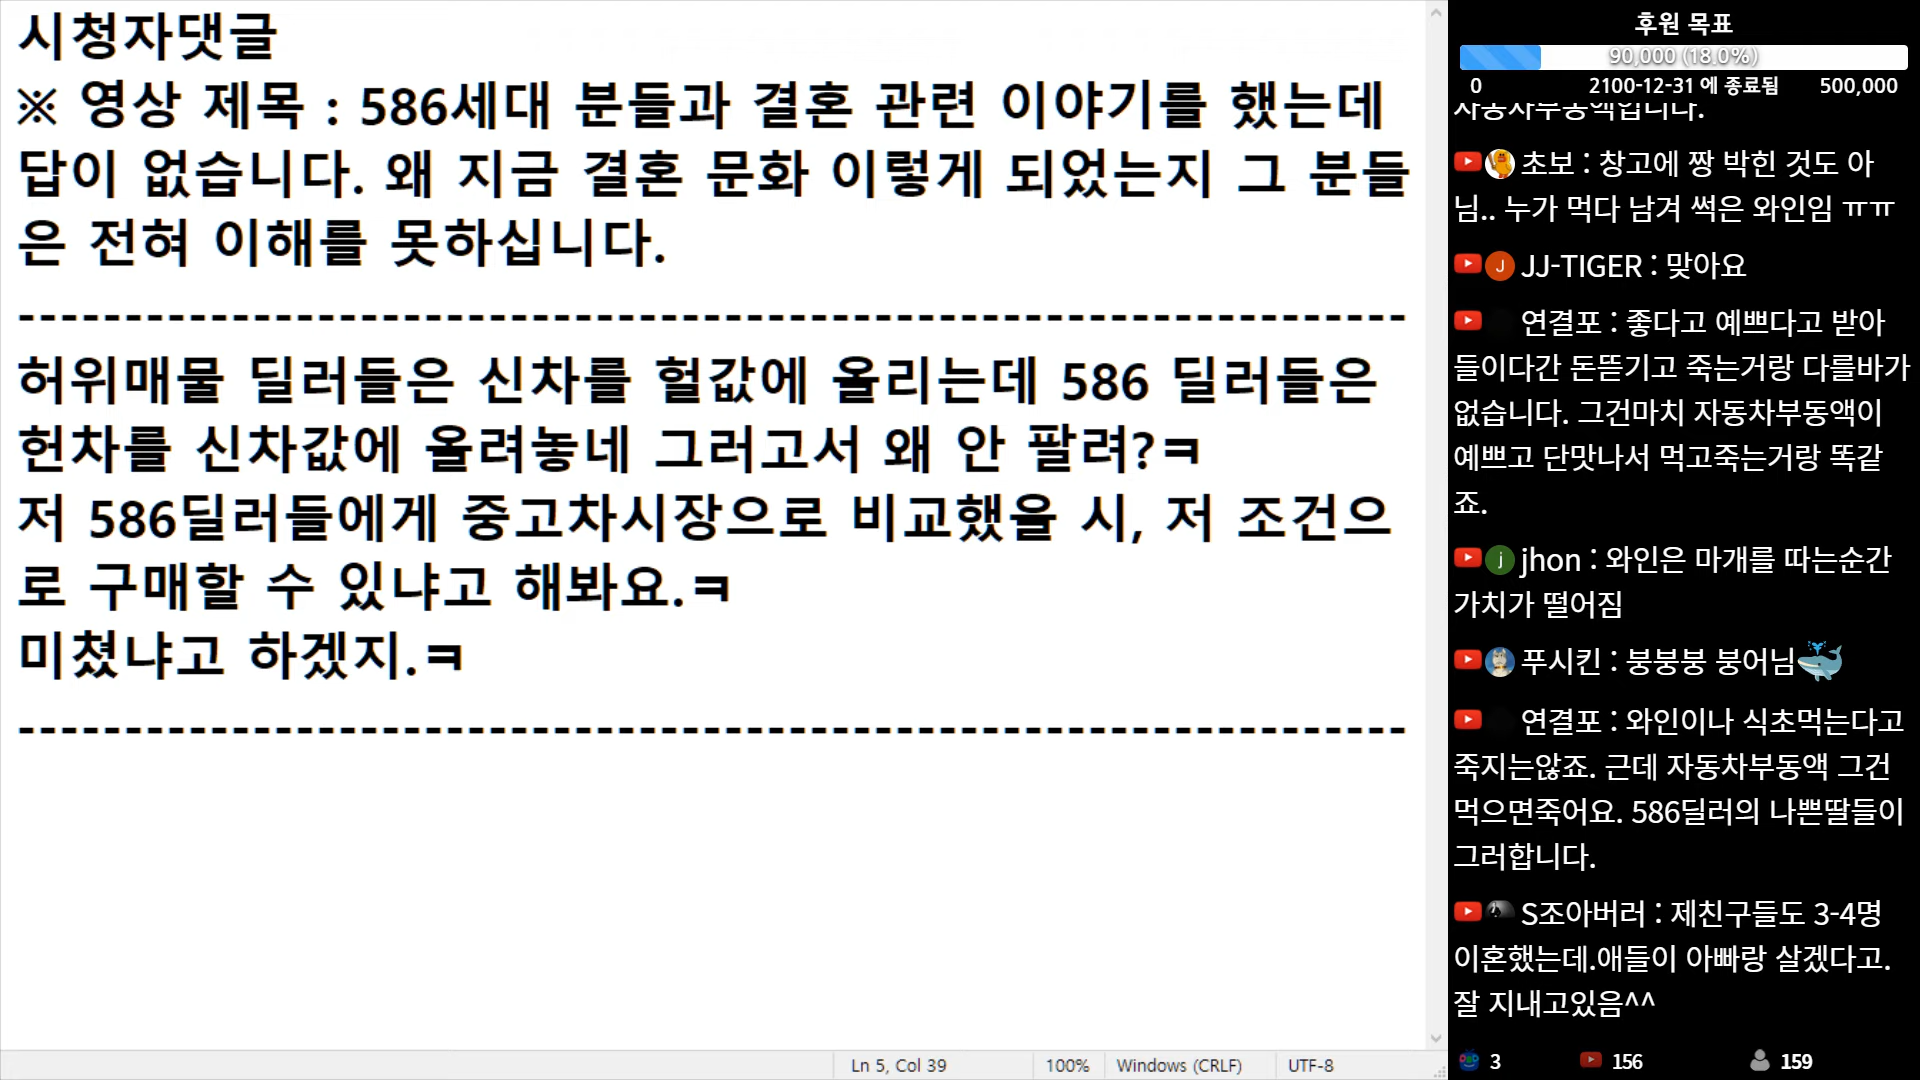 시청자댓글
※ 영상 제목 : 586세대 분들과 결혼 관련 이야기를 했는데
답이 없습니다. 왜 지금 결혼 문화 이렇게 되었는지 그 분들
은 전혀 이해를 못하십니다.
-----------------------------------------------------------------
허위매물 딜러들은 신차를 헐값에 올리는데 586 딜러들은
헌차를 신차값에 올려놓네 그러고서 왜 안 팔려?ㅋ
저 586딜러들에게 중고차시장으로 비교했을 시, 저 조건으
로 구매할 수 있냐고 해봐요.ㅋ
미쳤냐고 하겠지.ㅋ
-----------------------------------------------------------------
Ln 5, Col 39
100%
Windows (CRLF)
UTF-8
후원 목표
90,000 (18.0%)
0 2100-12-31 에 종료됨 500,000
자동차부동액입니다.
초보 : 창고에 짱 박힌 것도 아
님.. 누가 먹다 남겨 썩은 와인임 ㅠㅠ
J JJ-TIGER : 맞아요
연결포 : 좋다고 예쁘다고 받아
들이다간 돈뜯기고 죽는거랑 다를바가
없습니다. 그건마치 자동차부동액이
예쁘고 단맛나서 먹고죽는거랑 똑같
죠.
j jhon : 와인은 마개를 따는순간
가치가 떨어짐
푸시킨 : 붕붕붕 붕어님
연결포 : 와인이나 식초먹는다고
죽지는않죠. 근데 자동차부동액 그건
먹으면죽어요. 586딜러의 나쁜딸들이
그러합니다.
S조아버러 : 제친구들도 3-4명
이혼했는데.애들이 아빠랑 살겠다고.
잘 지내고있음^^
3 156 159